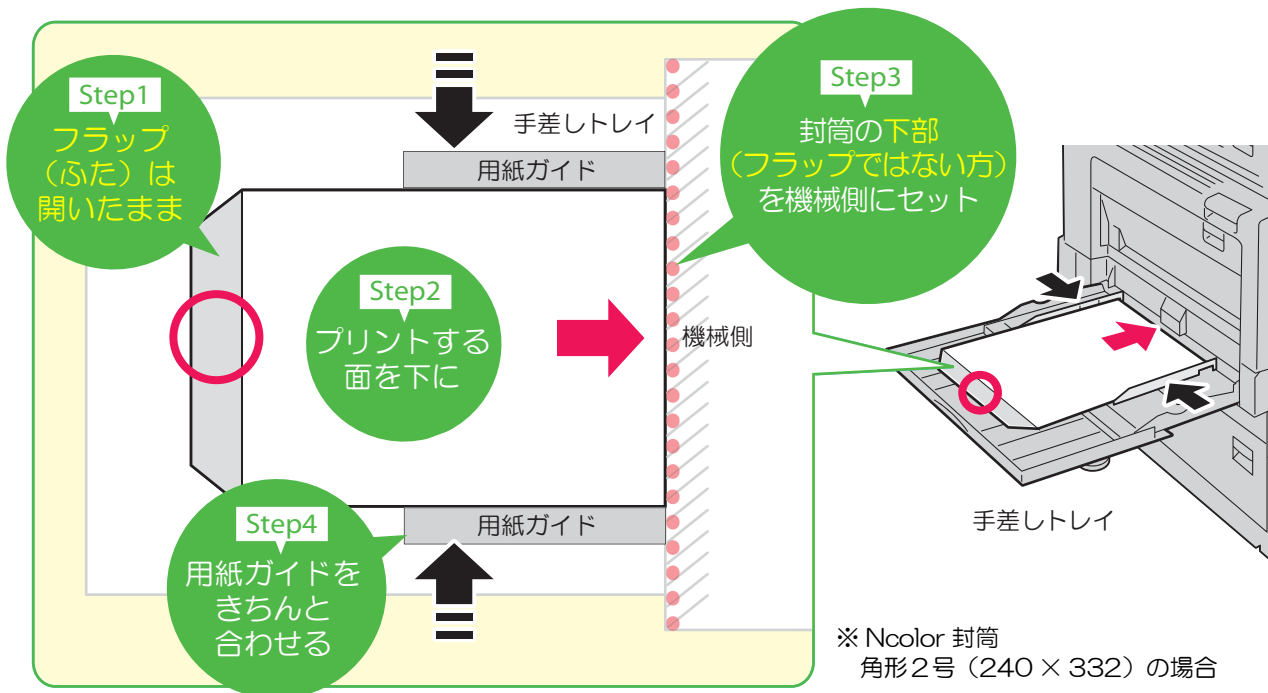 Step1
フラップ
（ふた）は
開いたまま
手差しトレイ
用紙ガイド
Step2
プリントする
面を下に
機械側
Step3
封筒の下部
（フラップではない方）
を機械側にセット
Step4
用紙ガイドを
きちんと
合わせる
用紙ガイド
手差しトレイ
※ Ncolor 封筒
角形２号（240 × 332）の場合